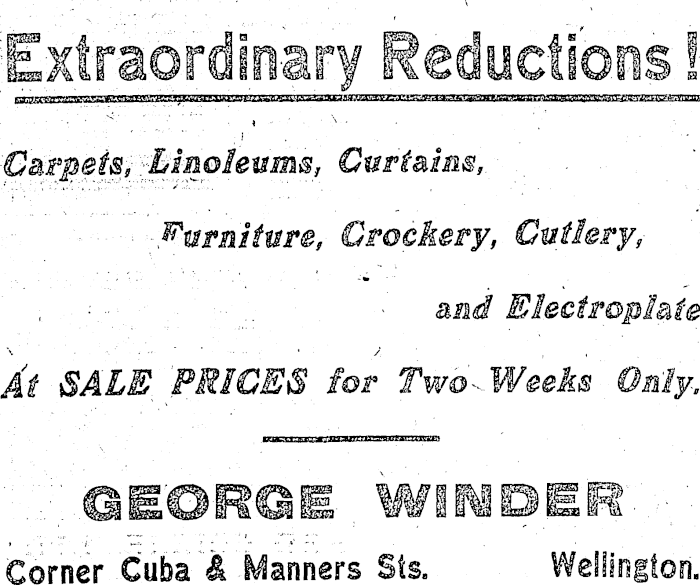 Extraordinary Reductions!
Carpets, Linoleums, Curtains,
Furniture, Crockery, Cutlery,
and Electroplate
At SALE PRICES for Two Weeks Only.
GEORGE WINDER
Corner Cuba & Manners Sts. Wellington.